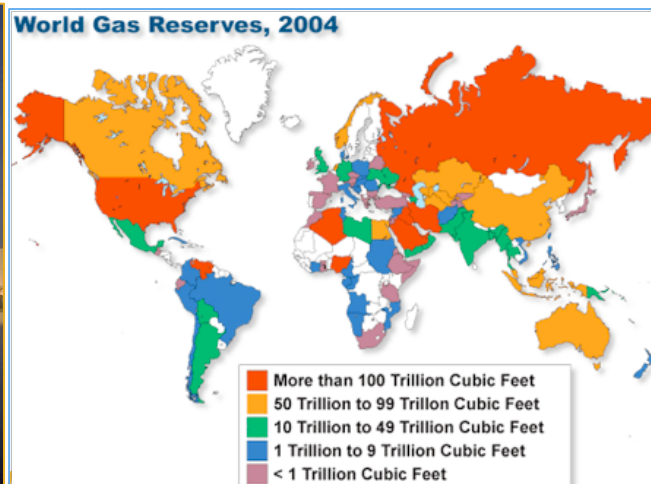 World Gas Reserves, 2004
More than 100 Trillion Cubic Feet
50 Trillion to 99 Trillon Cubic Feet
10 Trillion to 49 Trillion Cubic Feet
1 Trillion to 9 Trillion Cubic Feet
< 1 Trillion Cubic Feet